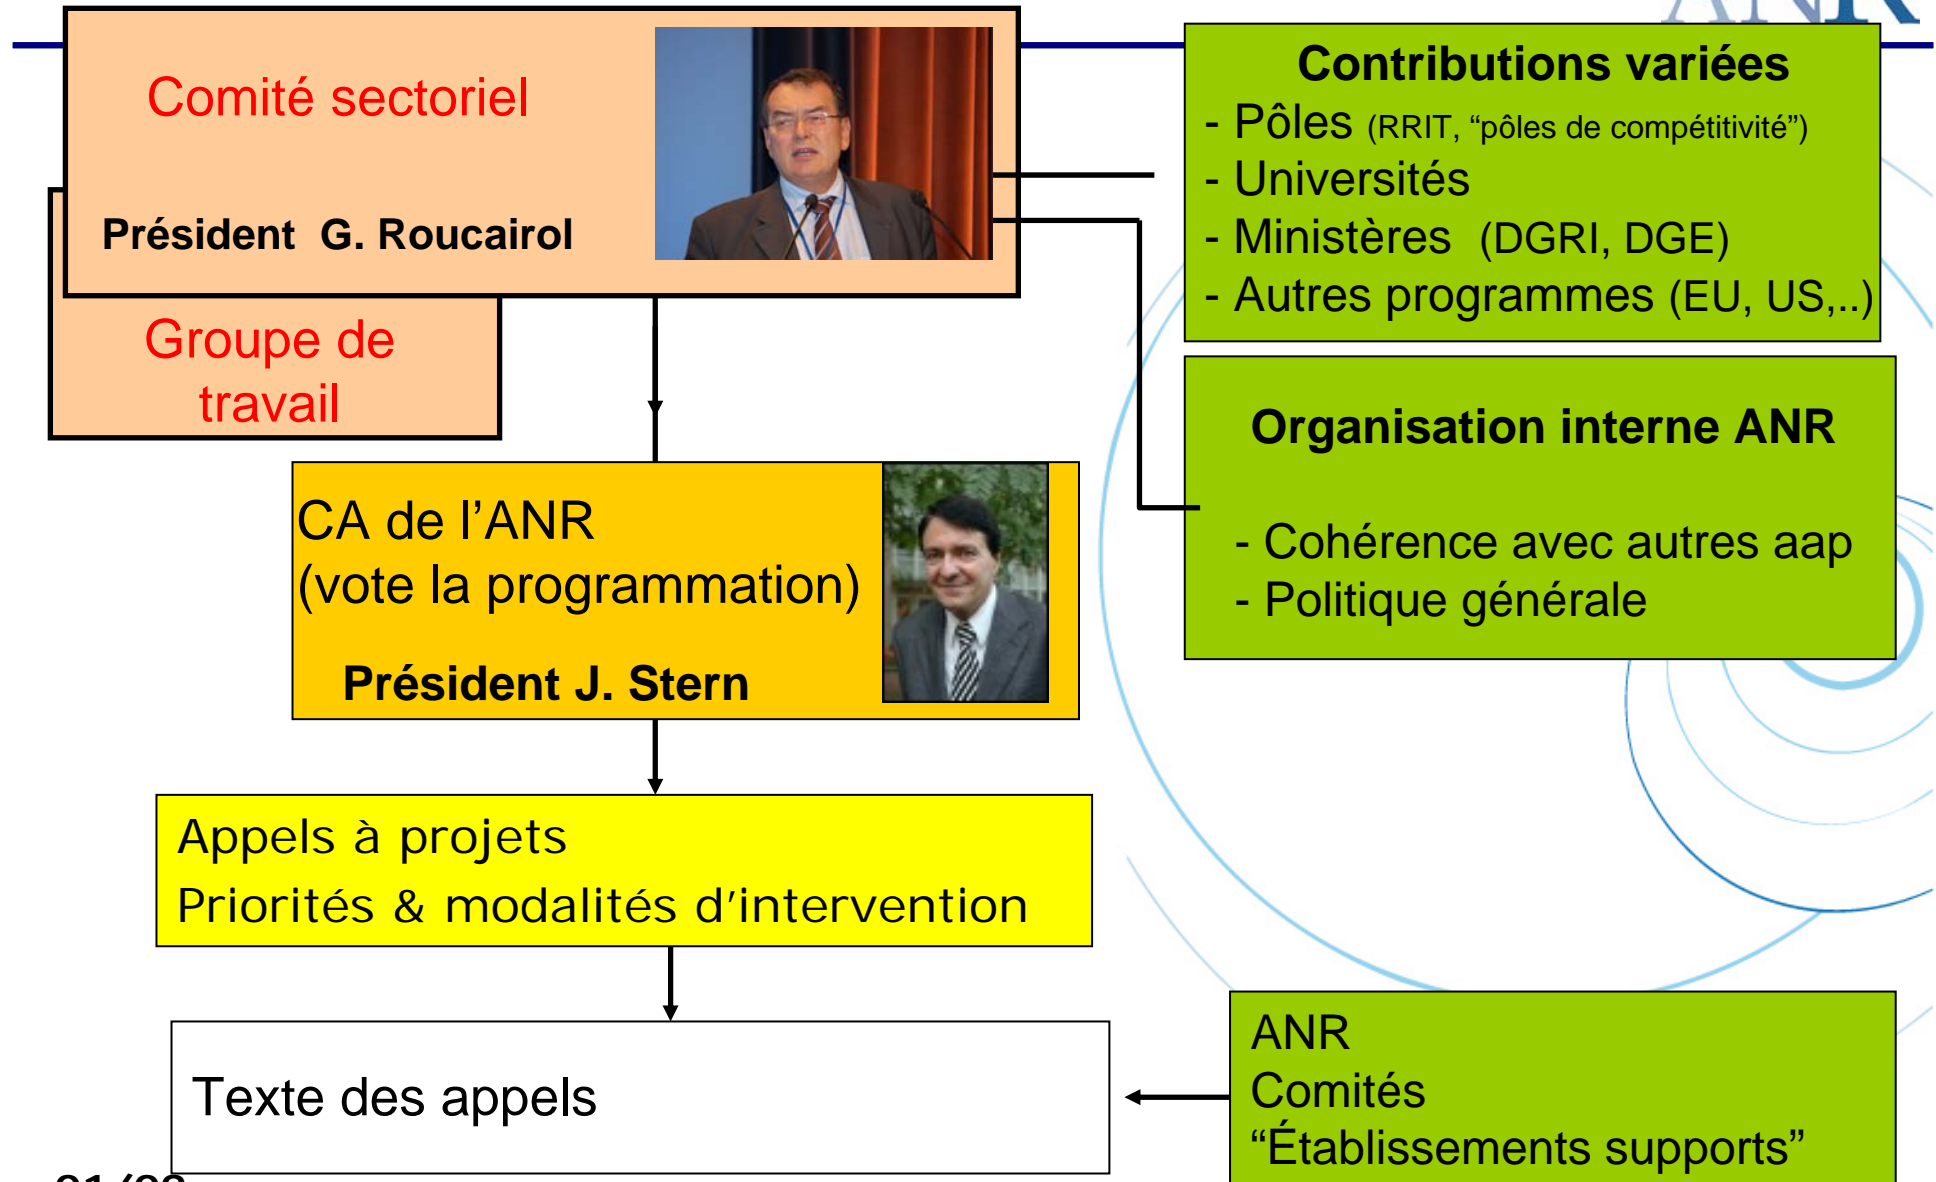 ANR
Comité sectoriel
Président G. Roucairol
Groupe de
travail
Contributions variées
- Pôles (RRIT, “pôles de compétitivité”)
- Universités
- Ministères (DGRI, DGE)
- Autres programmes (EU, US,..)
Organisation interne ANR
- Cohérence avec autres aap
- Politique générale
CA de l’ANR
(vote la programmation)
Président J. Stern
Appels à projets
Priorités & modalités d’intervention
Texte des appels
ANR
Comités
“Établissements supports”